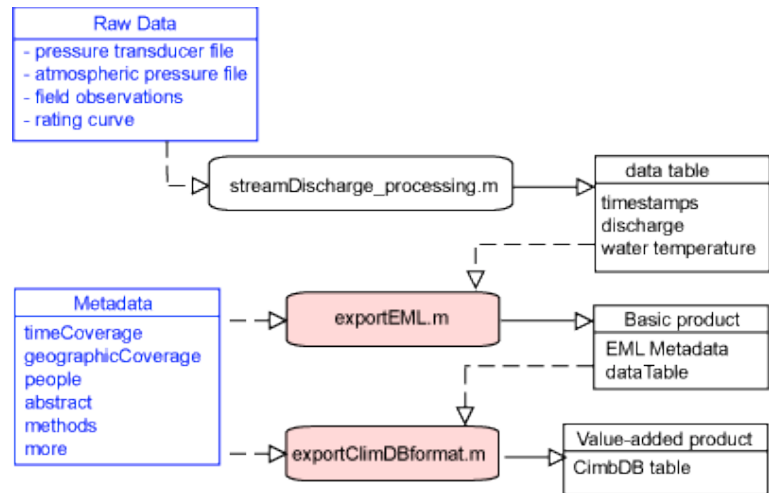 Raw Data
- pressure transducer file
- atmospheric pressure file
- field observations
- rating curve
streamDischarge_processing.m
data table
timestamps
discharge
water temperature
Metadata
timeCoverage
geographicCoverage
people
abstract
methods
more
exportEML.m
Basic product
EML Metadata
dataTable
exportClimDBformat.m
Value-added product
CimbDB table